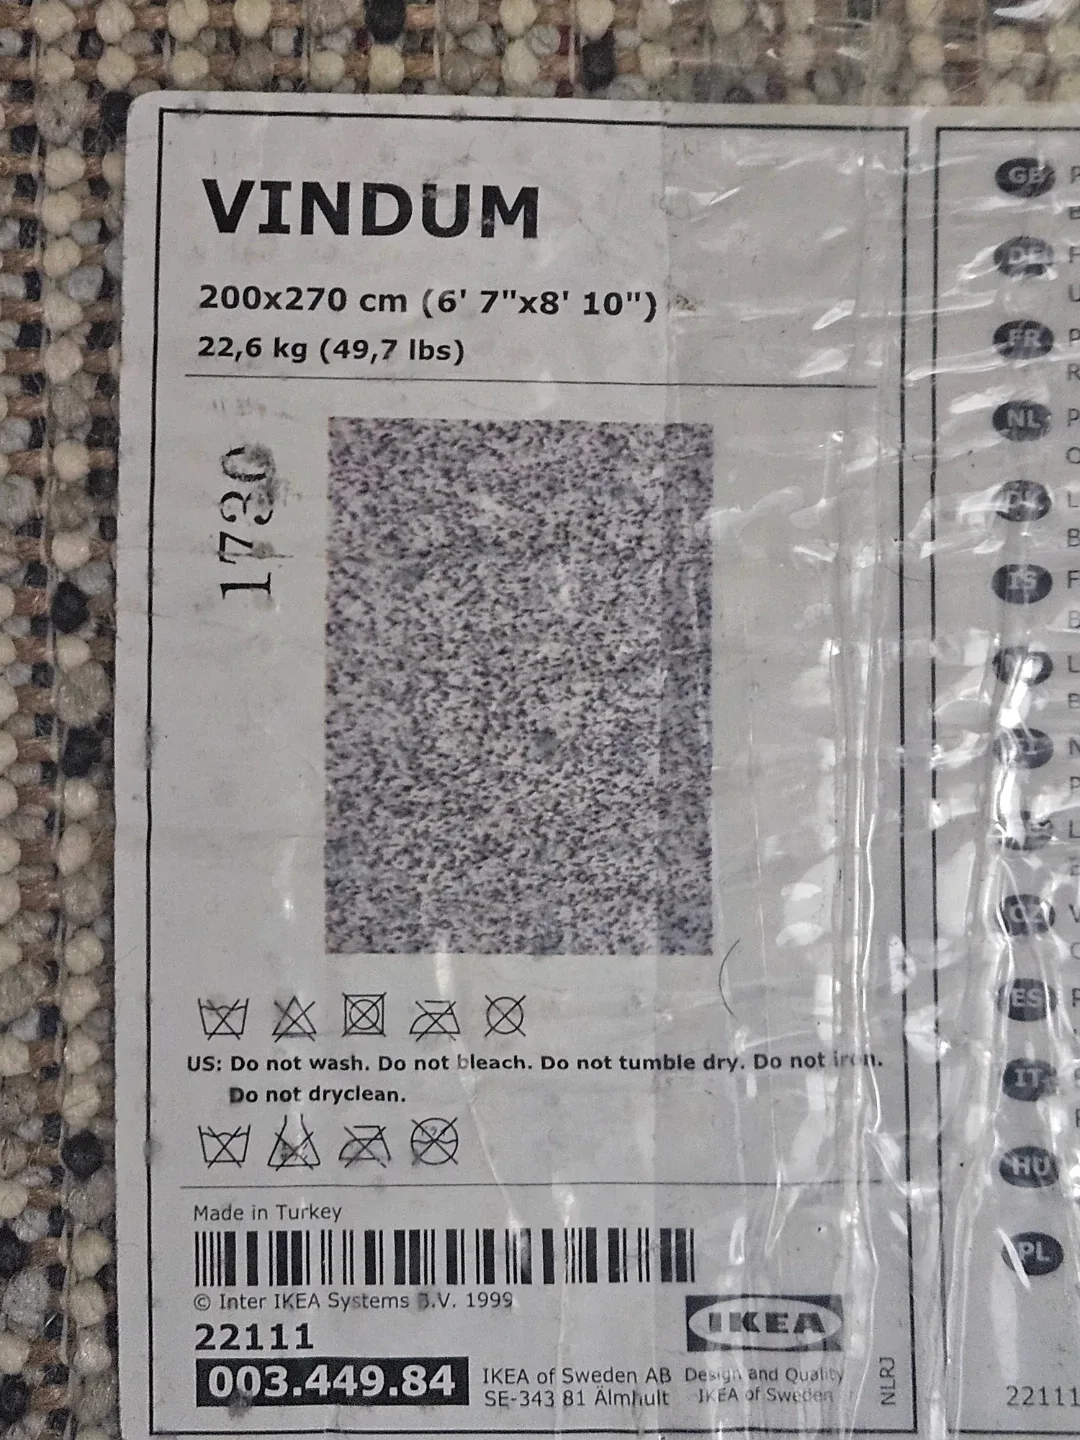 VINDUM
200x270 cm (6' 7"x8' 10")
22,6 kg (49,7 lbs)
1730
US: Do not wash. Do not bleach. Do not tumble dry. Do not iron.
Do not dryclean.
Made in Turkey
© Inter IKEA Systems B.V. 1999
22111
IKEA
003.449.84
IKEA of Sweden AB
SE-343 81 Älmhult
Design and Quality
IKEA of Sweden
NLRJ
GB
DE
FR
NL
DK
IS
CZ
ES
IT
HU
PL
22111